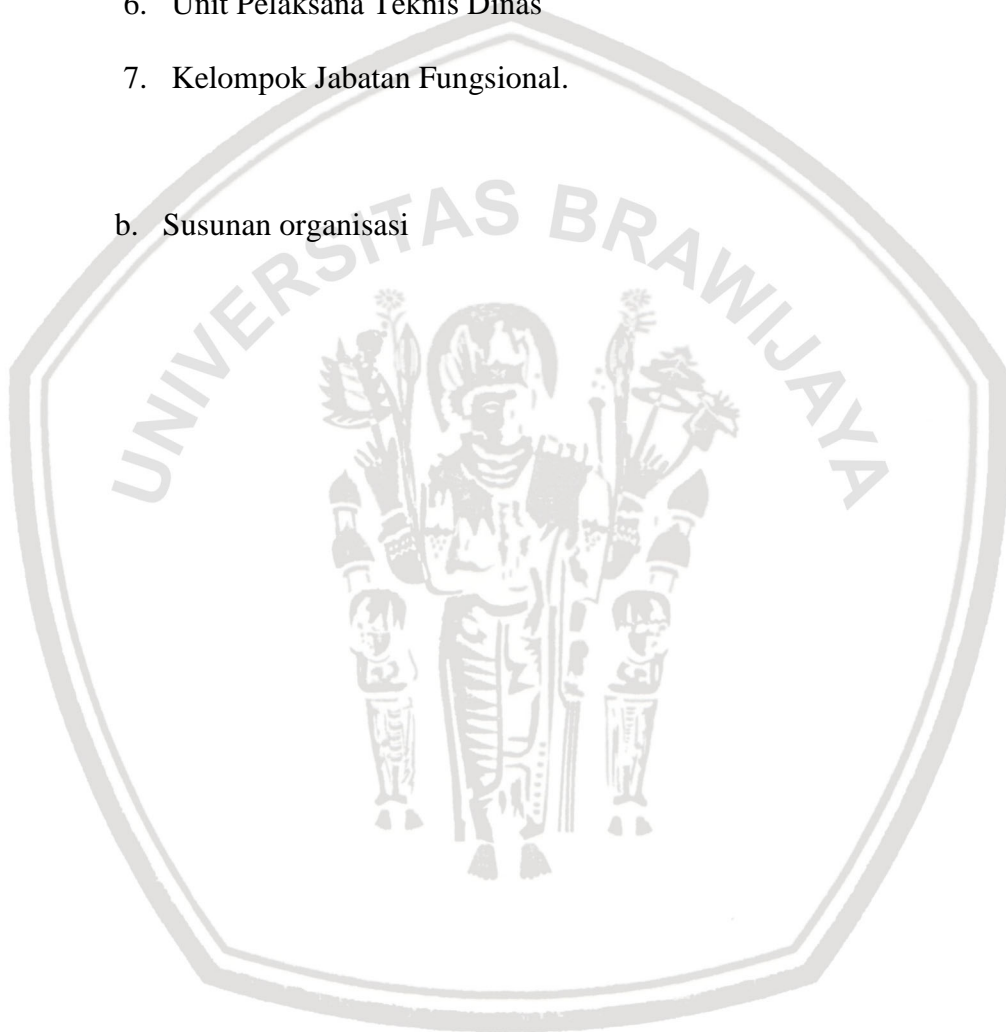 6. Unit Pelaksana Teknis Dinas
7. Kelompok Jabatan Fungsional.
b. Susunan organisasi
UNIVERSITAS BRAWIJAYA